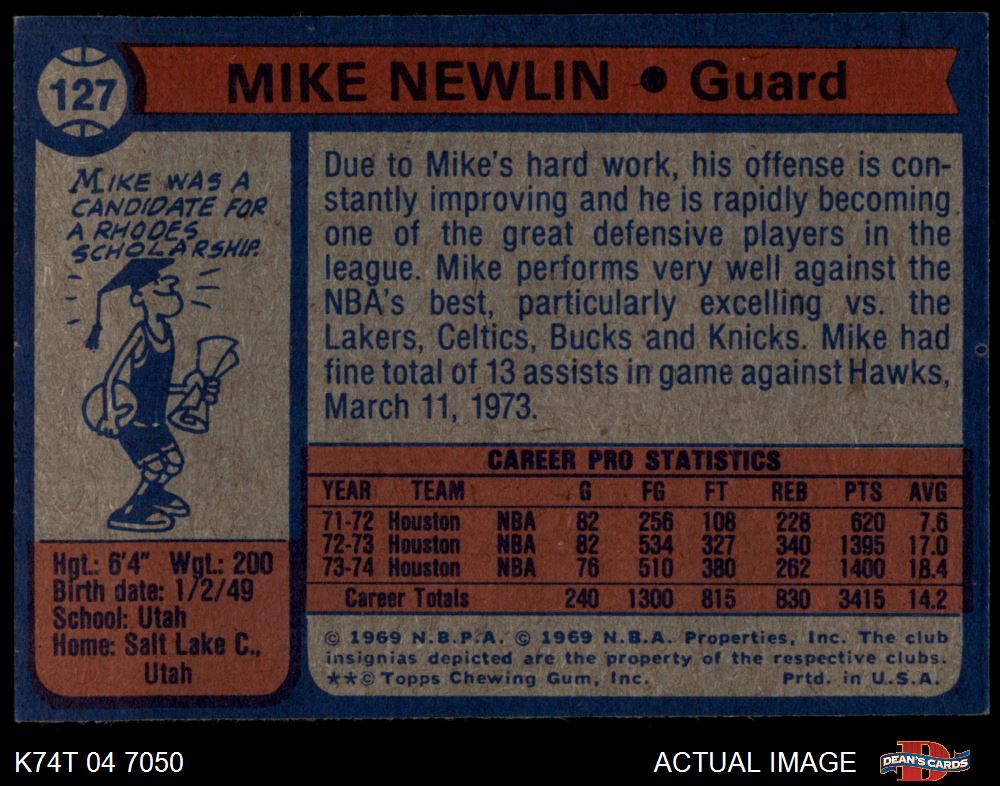 127
MIKE NEWLIN • Guard
MIKE WAS A
CANDIDATE FOR
A RHODES
SCHOLARSHIP.
Due to Mike's hard work, his offense is con-
stantly improving and he is rapidly becoming
one of the great defensive players in the
league. Mike performs very well against the
NBA's best, particularly excelling vs. the
Lakers, Celtics, Bucks and Knicks. Mike had
fine total of 13 assists in game against Hawks,
March 11, 1973.
CAREER PRO STATISTICS
YEAR TEAM G FG FT REB PTS AVG
71-72 Houston NBA 82 256 108 228 620 7.6
72-73 Houston NBA 82 534 327 340 1395 17.0
73-74 Houston NBA 76 510 380 262 1400 18.4
Career Totals 240 1300 815 830 3415 14.2
Hgt.: 6'4" Wgt.: 200
Birth date: 1/2/49
School: Utah
Home: Salt Lake C.,
Utah
© 1969 N.B.P.A. © 1969 N.B.A. Properties, Inc. The club
insignias depicted are the property of the respective clubs.
★★© Topps Chewing Gum, Inc. Prtd. in U.S.A.
K74T 04 7050
ACTUAL IMAGE
D
DEAN'S CARDS